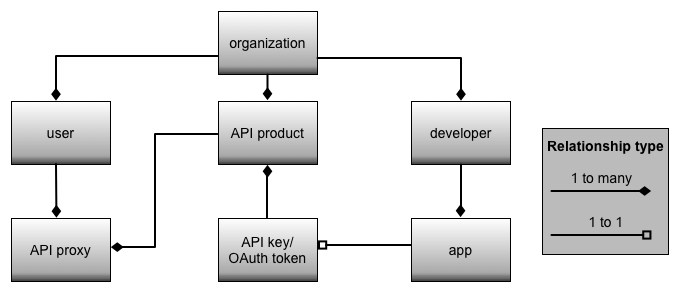 organization
user
API product
developer
Relationship type
1 to many
1 to 1
API proxy
API key/
OAuth token
app